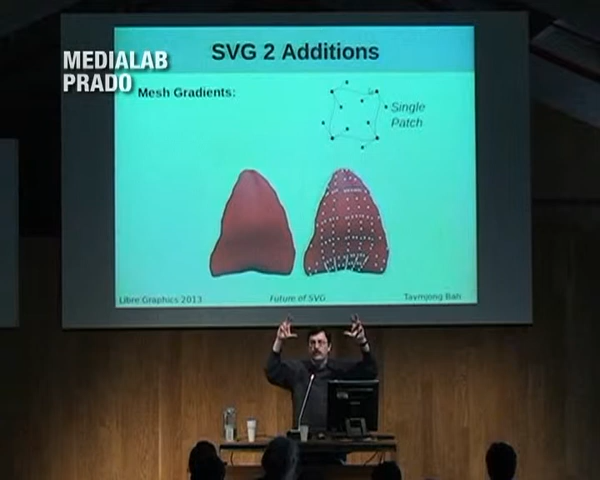 SVG 2 Additions
MEDIALAB
PRADO
Mesh Gradients:
Single
Patch
Libre Graphics 2013
Future of SVG
Tavmjong Bah